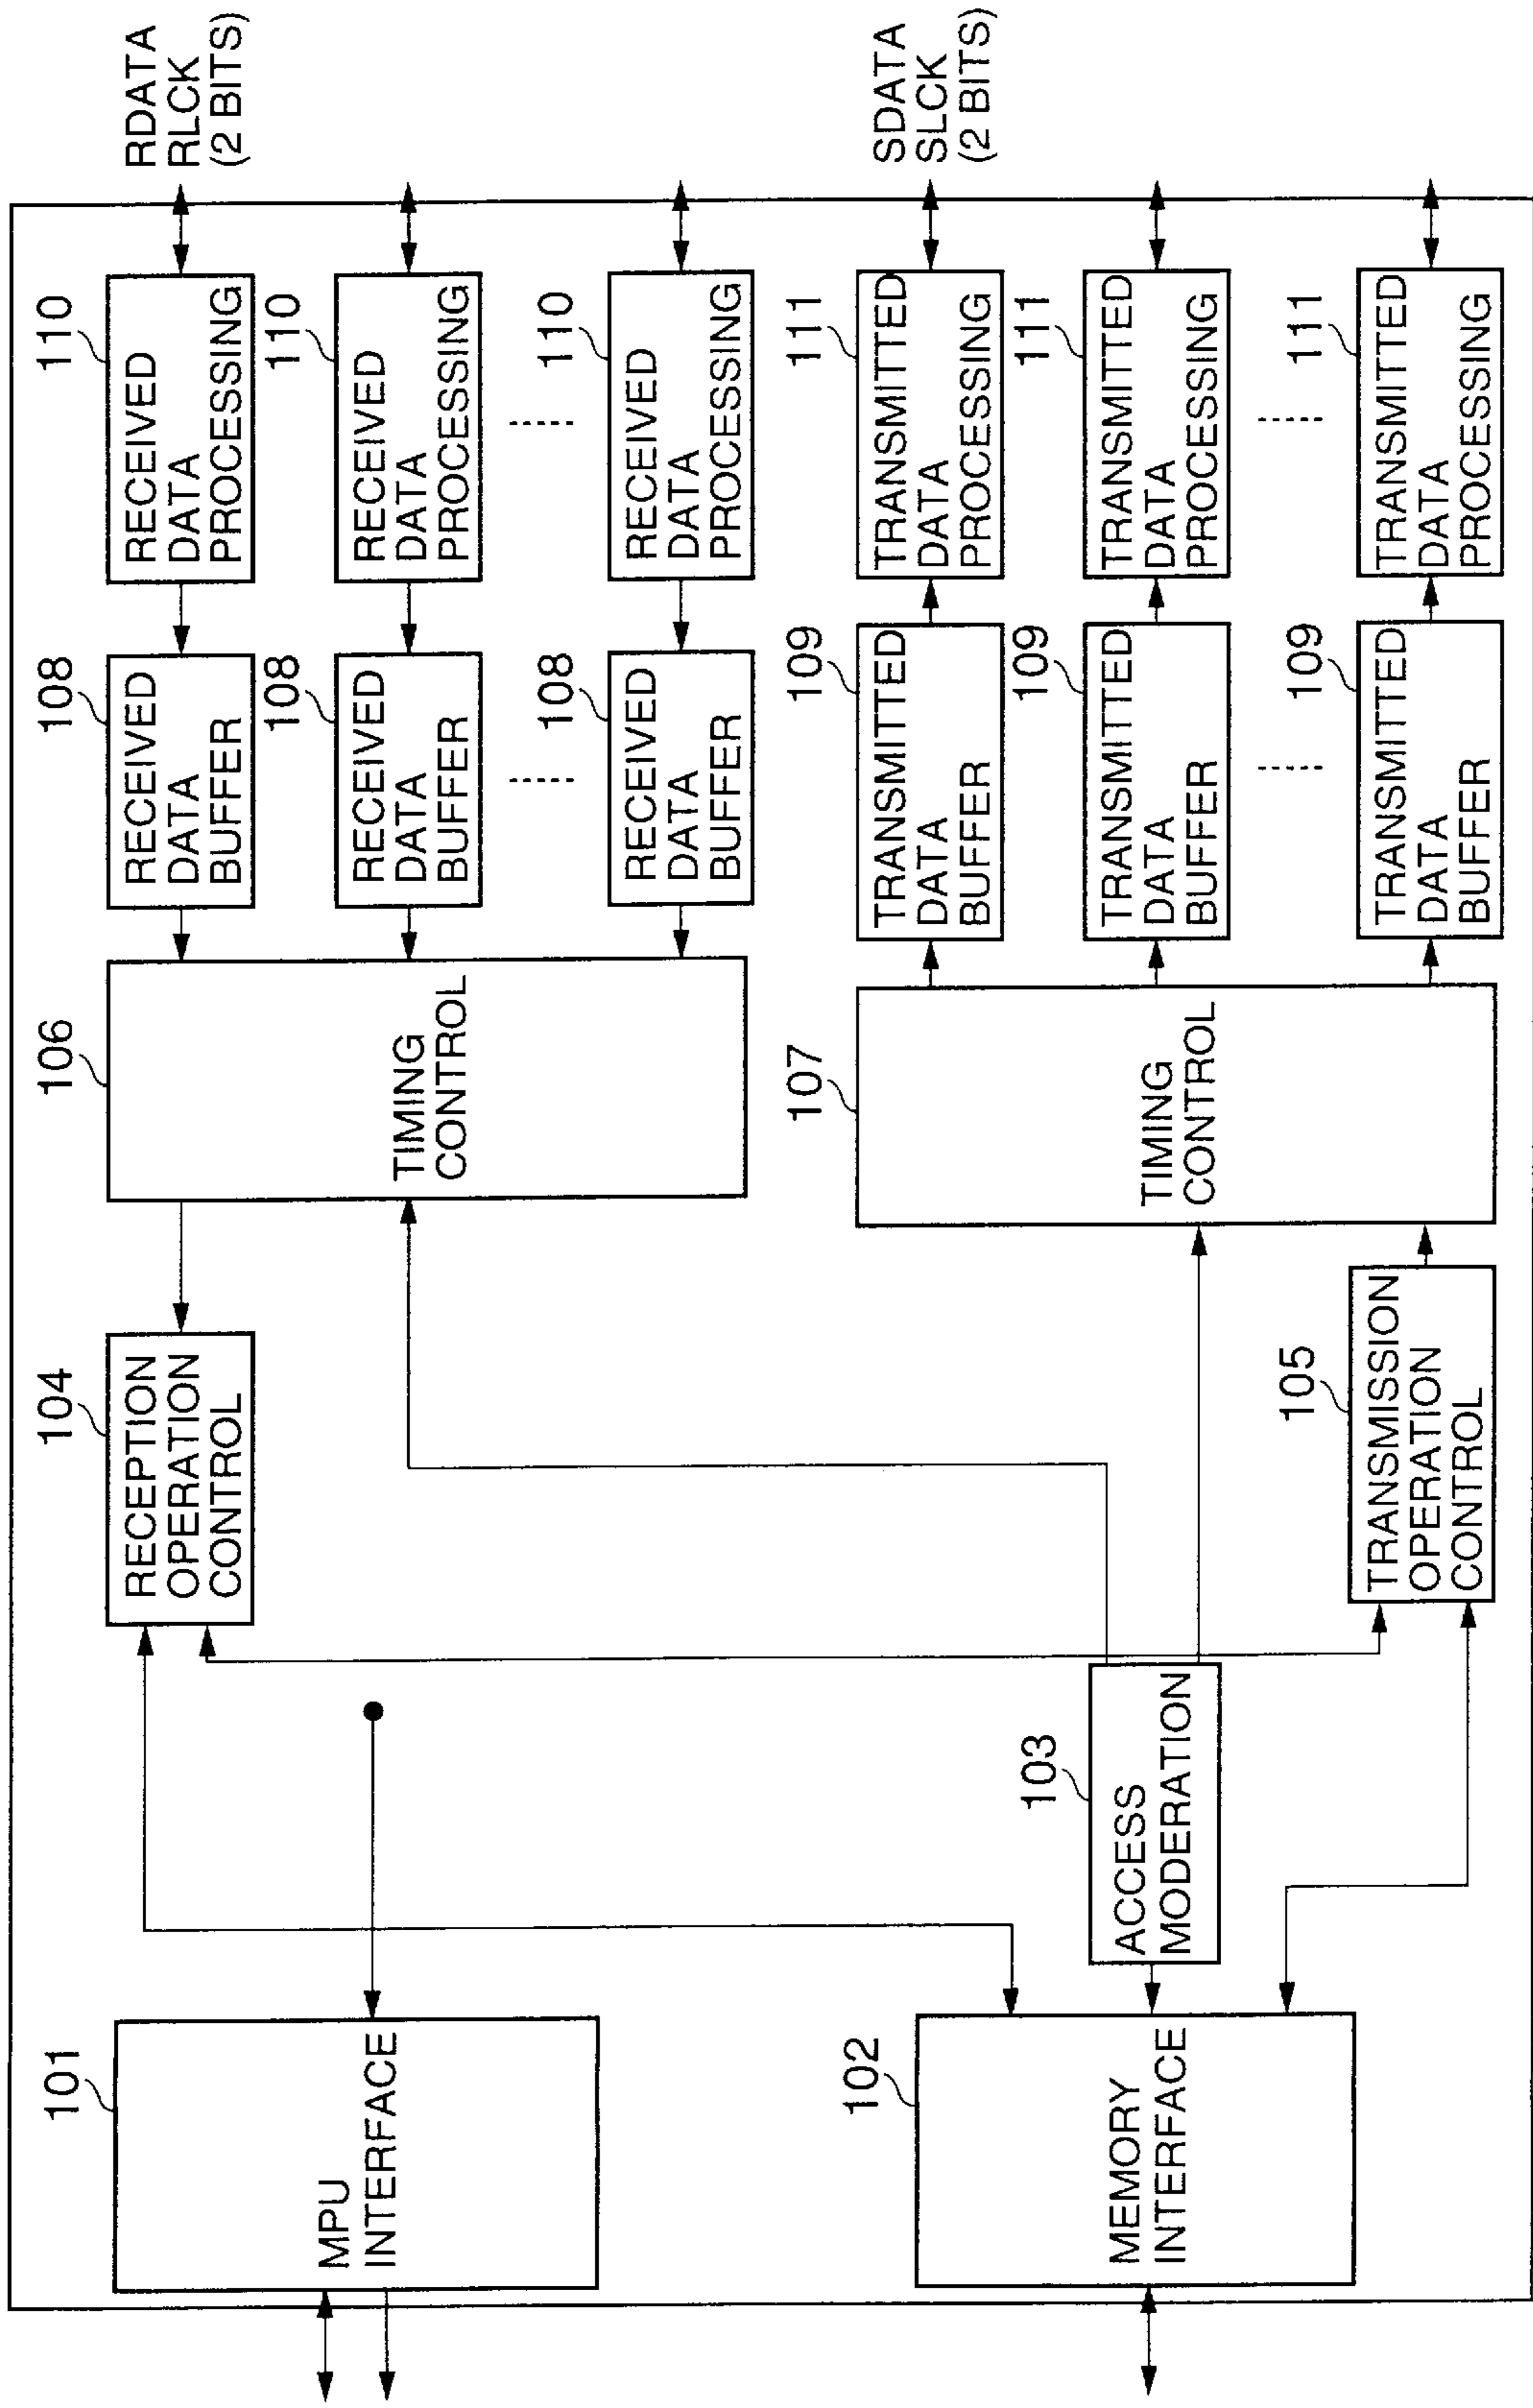 101
MPU
INTERFACE
102
MEMORY
INTERFACE
103
ACCESS
MODERATION
104
RECEPTION
OPERATION
CONTROL
105
TRANSMISSION
OPERATION
CONTROL
106
TIMING
CONTROL
107
TIMING
CONTROL
108
RECEIVED
DATA
BUFFER
108
RECEIVED
DATA
BUFFER
108
RECEIVED
DATA
BUFFER
109
TRANSMITTED
DATA
BUFFER
109
TRANSMITTED
DATA
BUFFER
109
TRANSMITTED
DATA
BUFFER
110
RECEIVED
DATA
PROCESSING
110
RECEIVED
DATA
PROCESSING
110
RECEIVED
DATA
PROCESSING
111
TRANSMITTED
DATA
PROCESSING
111
TRANSMITTED
DATA
PROCESSING
111
TRANSMITTED
DATA
PROCESSING
RDATA
RLCK
(2 BITS)
SDATA
SLCK
(2 BITS)